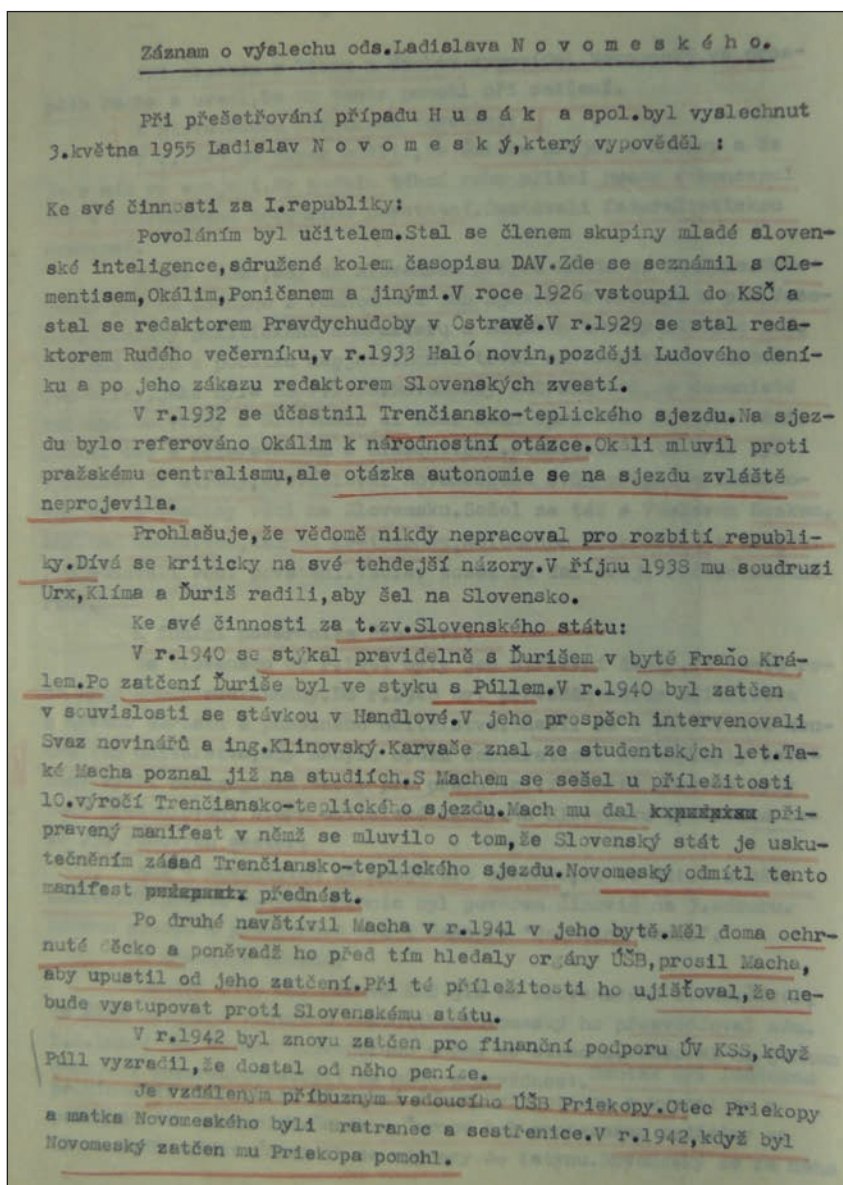 Záznam o výslechu ods.Ladislava N o v o m e s k é h o.
Při přešetřování případu H u s á k a spol.byl vyslechnut
3.května 1955 Ladislav N o v o m e s k ý,který vypověděl :
Ke své činnosti za I.republiky:
Povoláním byl učitelem.Stal se členem skupiny mladé sloven-
ské inteligence,sdružené kolem časopisu DAV.Zde se seznámil s Cle-
mentisem,Okálim,Poničanem a jinými.V roce 1926 vstoupil do KSČ a
stal se redaktorem Pravdychudoby v Ostravě.V r.1929 se stal reda-
ktorem Rudého večerníku,v r.1933 Haló novin,později Ludového dení-
ku a po jeho zákazu redaktorem Slovenských zvestí.
V r.1932 se účastnil Trenčiansko-teplického sjezdu.Na sjez-
du bylo referováno Okálim k národnostní otázce.Okáli mluvil proti
pražskému centralismu,ale otázka autonomie se na sjezdu zvláště
neprojevila.
Prohlašuje,že vědomě nikdy nepracoval pro rozbití republi-
ky.Dívá se kriticky na své tehdejší názory.V říjnu 1938 mu soudruzi
Urx,Klíma a Ďuriš radili,aby šel na Slovensko.
Ke své činnosti za t.zv.Slovenského státu:
V r.1940 se stýkal pravidelně s Ďurišem v bytě Fraňo Krá-
lem.Po zatčení Ďuriše byl ve styku s Púllem.V r.1940 byl zatčen
v souvislosti se stávkou v Handlové.V jeho prospěch intervenovali
Svaz novinářů a ing.Klinovský.Karvaše znal ze studentských let.Ta-
ké Macha poznal již na studiích.S Machem se sešel u příležitosti
10.výročí Trenčiansko-teplického sjezdu.Mach mu dal při-
pravený manifest v němž se mluvilo o tom,že Slovenský stát je usku-
tečněním zásad Trenčiansko-teplického sjezdu.Novomeský odmítl tento
manifest přednést.
Po druhé navštívil Macha v r.1941 v jeho bytě.Měl doma ochr-
nuté děcko a poněvadž ho před tím hledaly orgány ÚŠB,prosil Macha,
aby upustil od jeho zatčení.Při té příležitosti ho ujišťoval,že ne-
bude vystupovat proti Slovenskému státu.
V r.1942 byl znovu zatčen pro finanční podporu ÚV KSS,když
Púll vyzradil,že dostal od něho peníze.
Je vzdáleným příbuzným vedoucího ÚŠB Priekopy.Otec Priekopy
a matka Novomeského byli bratranec a sestřenice.V r.1942,když byl
Novomeský zatčen mu Priekopa pomohl.